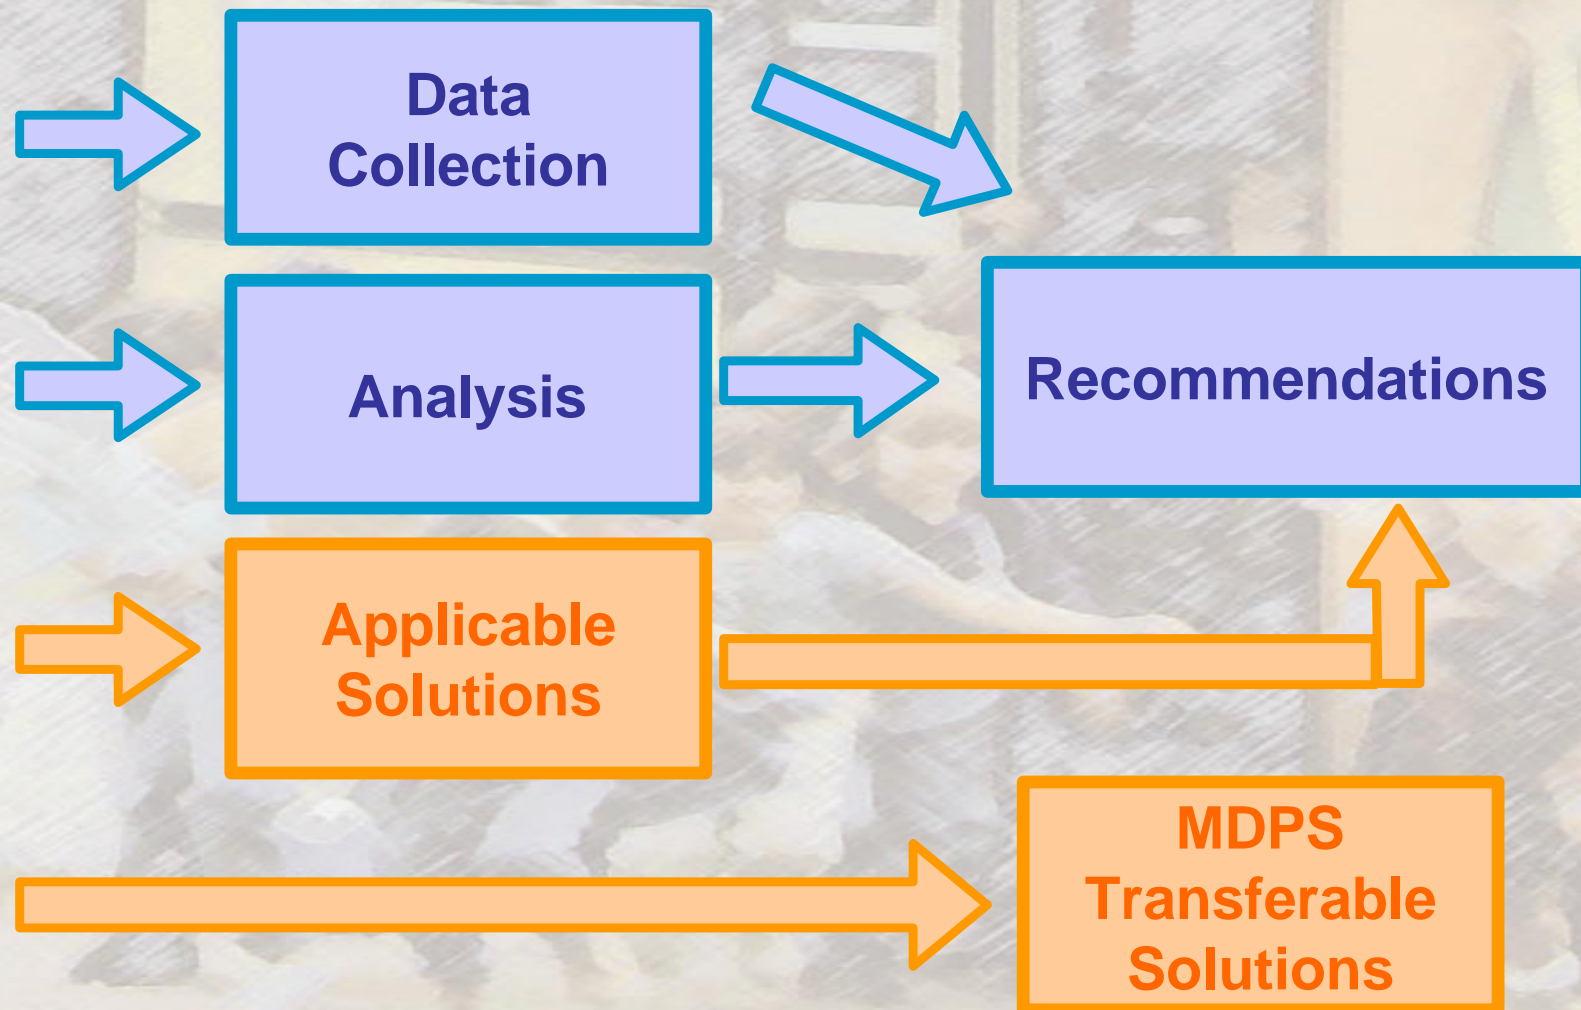 Data
Collection
Analysis
Recommendations
Applicable
Solutions
MDPS
Transferable
Solutions